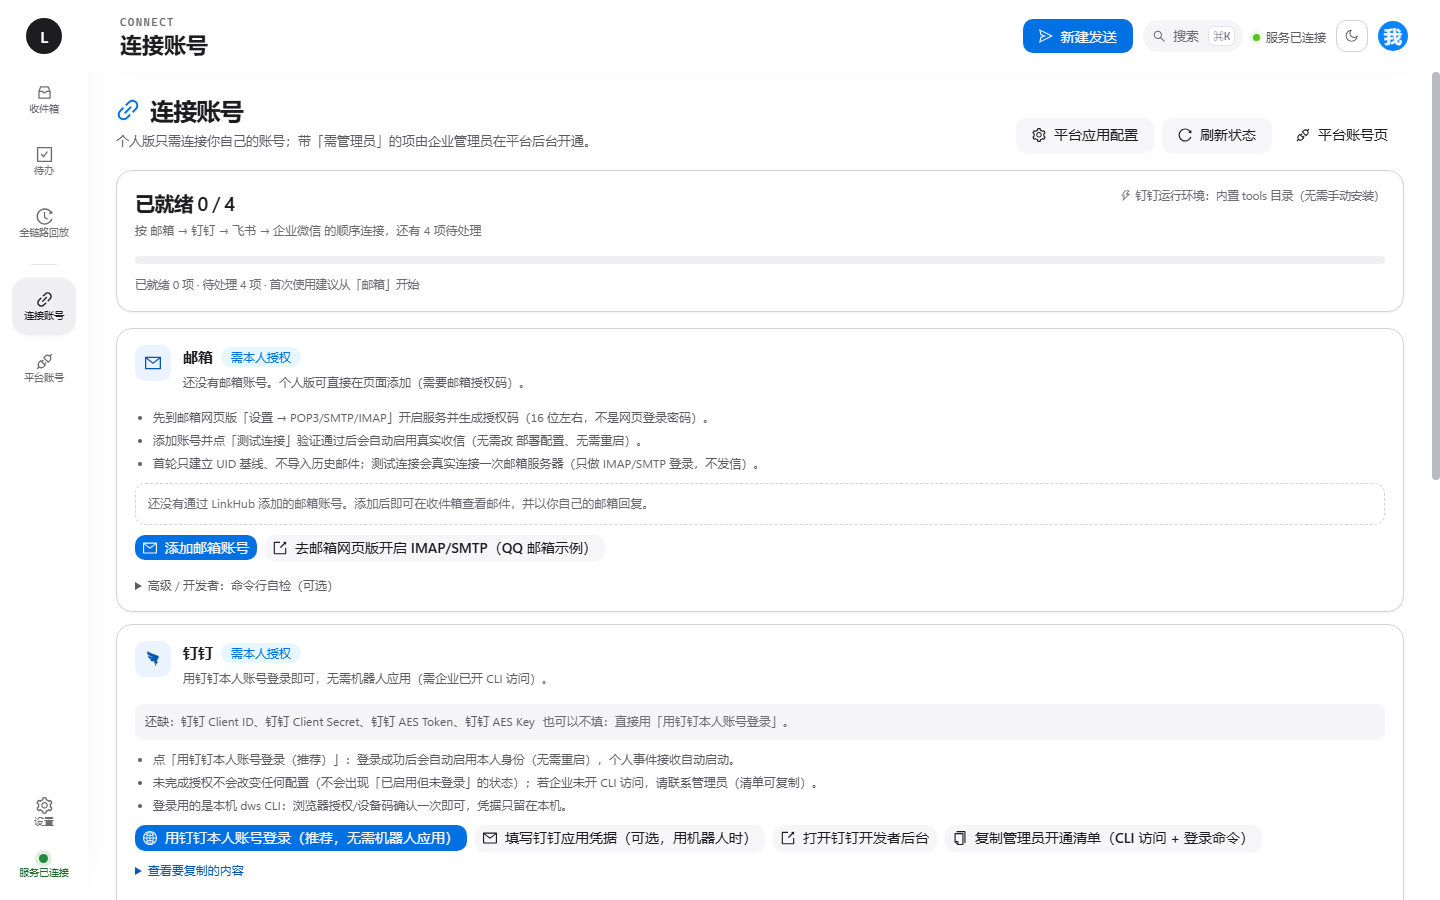 L
CONNECT
连接账号
新建发送
搜索
⌘K
服务已连接
我
收件箱
待办
全链路回放
连接账号
平台账号
设置
服务已连接
连接账号
个人版只需连接你自己的账号；带「需管理员」的项由企业管理员在平台后台开通。
平台应用配置
刷新状态
平台账号页
已就绪 0 / 4
钉钉运行环境：内置 tools 目录（无需手动安装）
按 邮箱 → 钉钉 → 飞书 → 企业微信 的顺序连接，还有 4 项待处理
已就绪 0 项 · 待处理 4 项 · 首次使用建议从「邮箱」开始
邮箱 需本人授权
还没有邮箱账号。个人版可直接在页面添加（需要邮箱授权码）。
• 先到邮箱网页版「设置 → POP3/SMTP/IMAP」开启服务并生成授权码（16 位左右，不是网页登录密码）。
• 添加账号并点「测试连接」验证通过后会自动启用真实收信（无需改 部署配置、无需重启）。
• 首轮只建立 UID 基线、不导入历史邮件；测试连接会真实连接一次邮箱服务器（只做 IMAP/SMTP 登录，不发信）。
还没有通过 LinkHub 添加的邮箱账号。添加后即可在收件箱查看邮件，并以你自己的邮箱回复。
添加邮箱账号
去邮箱网页版开启 IMAP/SMTP（QQ 邮箱示例）
▶ 高级 / 开发者：命令行自检（可选）
钉钉 需本人授权
用钉钉本人账号登录即可，无需机器人应用（需企业已开 CLI 访问）。
还缺：钉钉 Client ID、钉钉 Client Secret、钉钉 AES Token、钉钉 AES Key 也可以不填：直接用「用钉钉本人账号登录」。
• 点「用钉钉本人账号登录（推荐）」：登录成功后会自动启用本人身份（无需重启），个人事件接收自动启动。
• 未完成授权不会改变任何配置（不会出现「已启用但未登录」的状态）；若企业未开 CLI 访问，请联系管理员（清单可复制）。
• 登录用的是本机 dws CLI：浏览器授权/设备码确认一次即可，凭据只留在本机。
用钉钉本人账号登录（推荐，无需机器人应用）
填写钉钉应用凭据（可选，用机器人时）
打开钉钉开发者后台
复制管理员开通清单（CLI 访问 + 登录命令）
▶ 查看要复制的内容